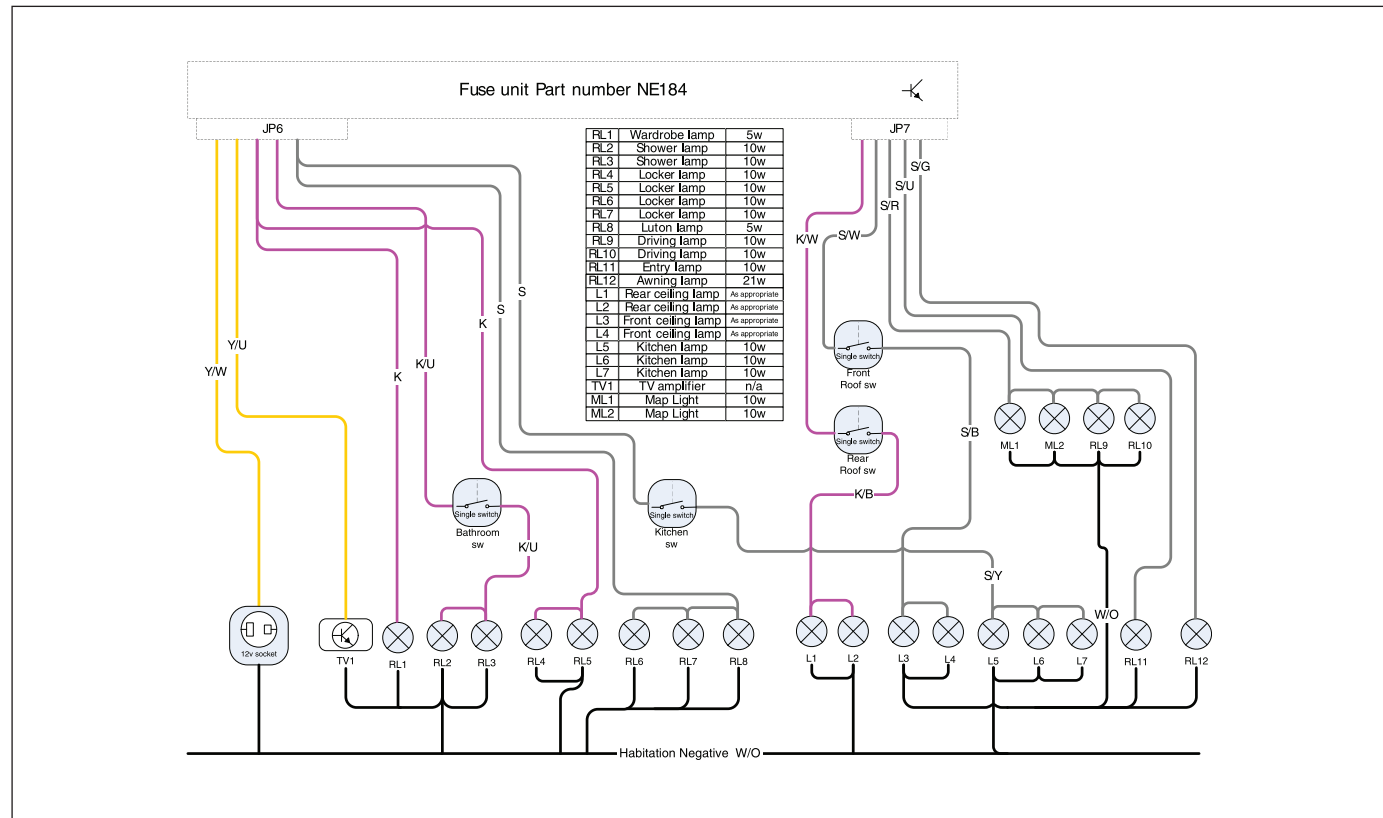 Fuse unit Part number NE184
JP6
JP7
RL1 Wardrobe lamp 5w
RL2 Shower lamp 10w
RL3 Shower lamp 10w
RL4 Locker lamp 10w
RL5 Locker lamp 10w
RL6 Locker lamp 10w
RL7 Locker lamp 10w
RL8 Luton lamp 5w
RL9 Driving lamp 10w
RL10 Driving lamp 10w
RL11 Entry lamp 10w
RL12 Awning lamp 21w
L1 Rear ceiling lamp As appropriate
L2 Rear ceiling lamp As appropriate
L3 Front ceiling lamp As appropriate
L4 Front ceiling lamp As appropriate
L5 Kitchen lamp 10w
L6 Kitchen lamp 10w
L7 Kitchen lamp 10w
TV1 TV amplifier n/a
ML1 Map Light 10w
ML2 Map Light 10w
S/G
S/U
S/R
K/W
S/W
S
S
K
Y/U
Y/W
K/U
K
Single switch
Front
Roof sw
Single switch
Rear
Roof sw
S/B
K/B
ML1
ML2
RL9
RL10
Single switch
Bathroom
sw
K/U
Single switch
Kitchen
sw
S/Y
W/O
12v socket
TV1
RL1
RL2
RL3
RL4
RL5
RL6
RL7
RL8
L1
L2
L3
L4
L5
L6
L7
RL11
RL12
Habitation Negative W/O